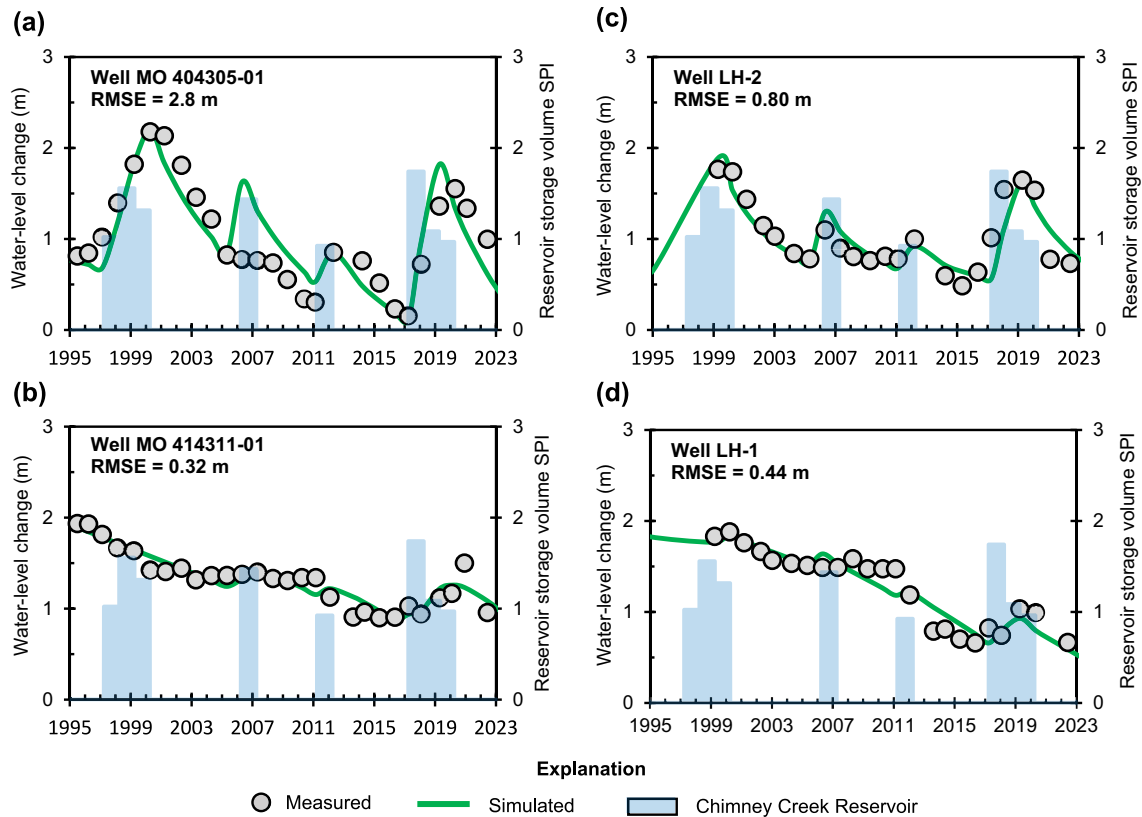 (a)
Well MO 404305-01
RMSE = 2.8 m
Water-level change (m)
Reservoir storage volume SPI
3
2
1
0
3
2
1
0
1995 1999 2003 2007 2011 2015 2019 2023
(c)
Well LH-2
RMSE = 0.80 m
Water-level change (m)
Reservoir storage volume SPI
3
2
1
0
3
2
1
0
1995 1999 2003 2007 2011 2015 2019 2023
(b)
Well MO 414311-01
RMSE = 0.32 m
Water-level change (m)
Reservoir storage volume SPI
3
2
1
0
3
2
1
0
1995 1999 2003 2007 2011 2015 2019 2023
(d)
Well LH-1
RMSE = 0.44 m
Water-level change (m)
Reservoir storage volume SPI
3
2
1
0
3
2
1
0
1995 1999 2003 2007 2011 2015 2019 2023
Explanation
Measured Simulated Chimney Creek Reservoir